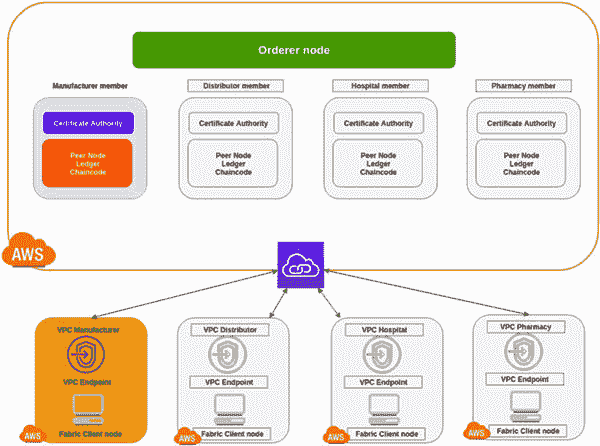 Orderer node
Manufacturer member
Distributor member
Hospital member
Pharmacy member
Certificate Authority
Certificate Authority
Certificate Authority
Certificate Authority
Peer Node
Ledger
Chaincode
Peer Node
Ledger
Chaincode
Peer Node
Ledger
Chaincode
Peer Node
Ledger
Chaincode
AWS
VPC Manufacturer
VPC Endpoint
Fabric Client node
AWS
VPC Distributor
VPC Endpoint
Fabric Client node
AWS
VPC Hospital
VPC Endpoint
Fabric Client node
AWS
VPC Pharmacy
VPC Endpoint
Fabric Client node
AWS